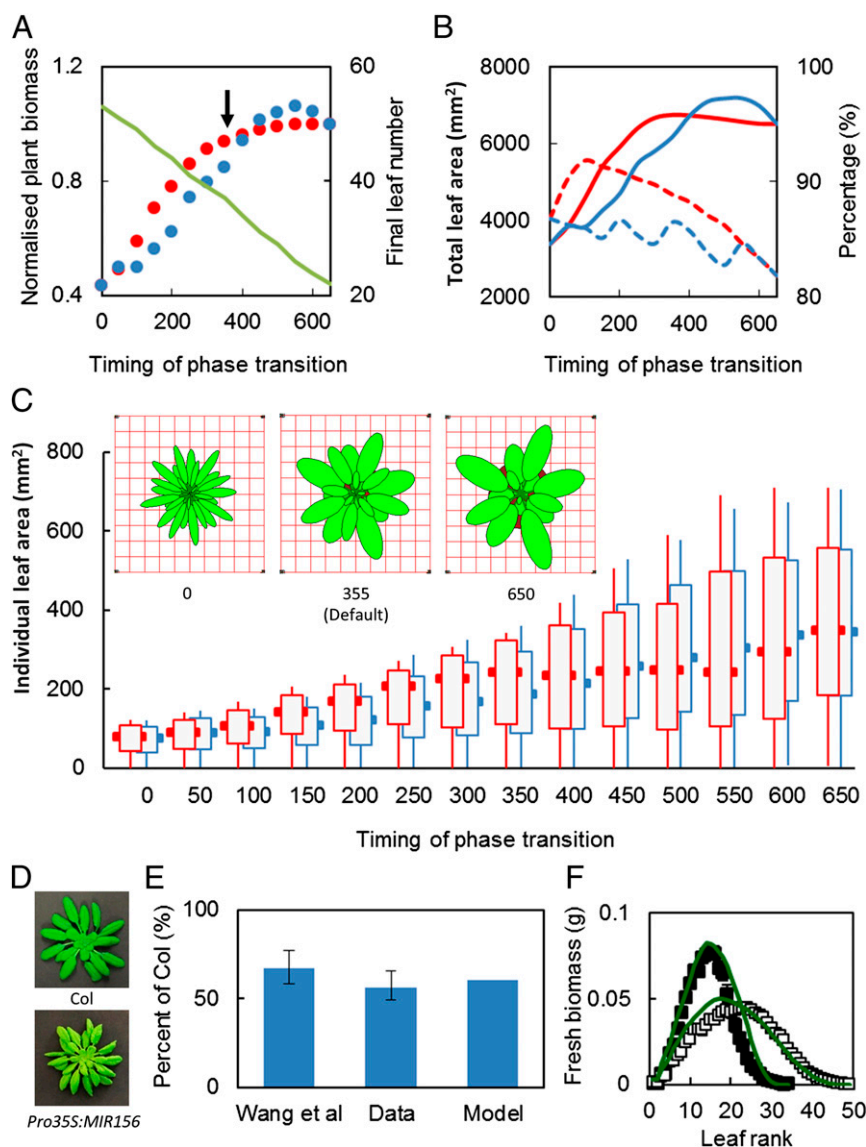 A
Normalised plant biomass
1.2
0.8
0.4
60
40
20
Final leaf number
0 200 400 600
Timing of phase transition
B
Total leaf area (mm²)
8000
6000
4000
2000
100
90
80
Percentage (%)
0 200 400 600
Timing of phase transition
C
Individual leaf area (mm²)
800
600
400
200
0
0
355
(Default)
650
0 50 100 150 200 250 300 350 400 450 500 550 600 650
Timing of phase transition
D
Col
Pro35S:MIR156
E
Percent of Col (%)
100
50
0
Wang et al Data Model
F
Fresh biomass (g)
0.1
0.05
0
0 10 20 30 40 50
Leaf rank